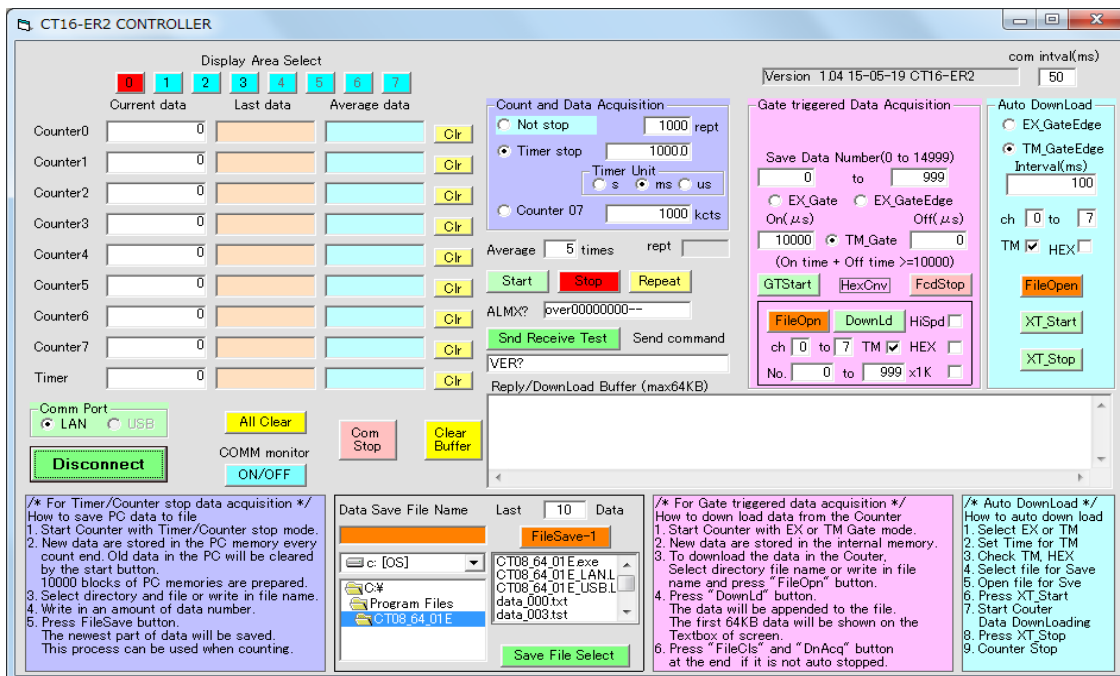 CT16-ER2 CONTROLLER
Display Area Select
0 1 2 3 4 5 6 7
Current data Last data Average data
Version 1.04 15-05-19 CT16-ER2
com intval(ms)
50
Counter0 0 Clr
Counter1 0 Clr
Counter2 0 Clr
Counter3 0 Clr
Counter4 0 Clr
Counter5 0 Clr
Counter6 0 Clr
Counter7 0 Clr
Timer 0 Clr
Comm Port
LAN USB
Disconnect
All Clear
COMM monitor
ON/OFF
Com
Stop
Clear
Buffer
Count and Data Acquisition
Not stop 1000 rept
Timer stop 1000.0
Timer Unit
s ms us
Counter 07 1000 kcts
Average 5 times rept
Start Stop Repeat
ALMX? over00000000--
Snd Receive Test Send command
VER?
Reply/DownLoad Buffer (max64KB)
Gate triggered Data Acquisition
Save Data Number(0 to 14999)
0 to 999
EX_Gate EX_GateEdge
On(μs) Off(μs)
10000 TM_Gate 0
(On time + Off time >=10000)
GTStart HexCnv FcdStop
FileOpn DownLd HiSpd
ch 0 to 7 TM HEX
No. 0 to 999 x1K
Auto DownLoad
EX_GateEdge
TM_GateEdge
Interval(ms)
100
ch 0 to 7
TM HEX
FileOpen
XT_Start
XT_Stop
/* For Timer/Counter stop data acquisition */
How to save PC data to file
1. Start Counter with Timer/Counter stop mode.
2. New data are stored in the PC memory every
count end. Old data in the PC will be cleared
by the start button.
10000 blocks of PC memories are prepared.
3. Select directory and file or write in file name.
4. Write in an amount of data number.
5. Press FileSave button.
The newest part of data will be saved.
This process can be used when counting.
Data Save File Name Last 10 Data
FileSave-1
c: [OS]
C:¥
Program Files
CT08_64_01E
CT08_64_01E.exe
CT08_64_01E_LAN.L
CT08_64_01E_USB.L
data_000.txt
data_003.tst
Save File Select
/* For Gate triggered data acquisition */
How to down load data from the Counter
1. Start Counter with EX or TM Gate mode.
2. New data are stored in the internal memory.
3. To download the data in the Couter,
Select directory file name or write in file
name and press "FileOpn" button.
4. Press "DownLd" button.
The data will be appended to the file.
The first 64KB data will be shown on the
Textbox of screen.
6. Press "FileCls" and "DnAcq" button
at the end if it is not auto stopped.
/* Auto DownLoad */
How to auto down load
1. Select EX or TM
2. Set Time for TM
3. Check TM, HEX
4. Select file for Save
5. Open file for Sve
6. Press XT_Start
7. Start Couter
Data DownLoading
8. Press XT_Stop
9. Counter Stop